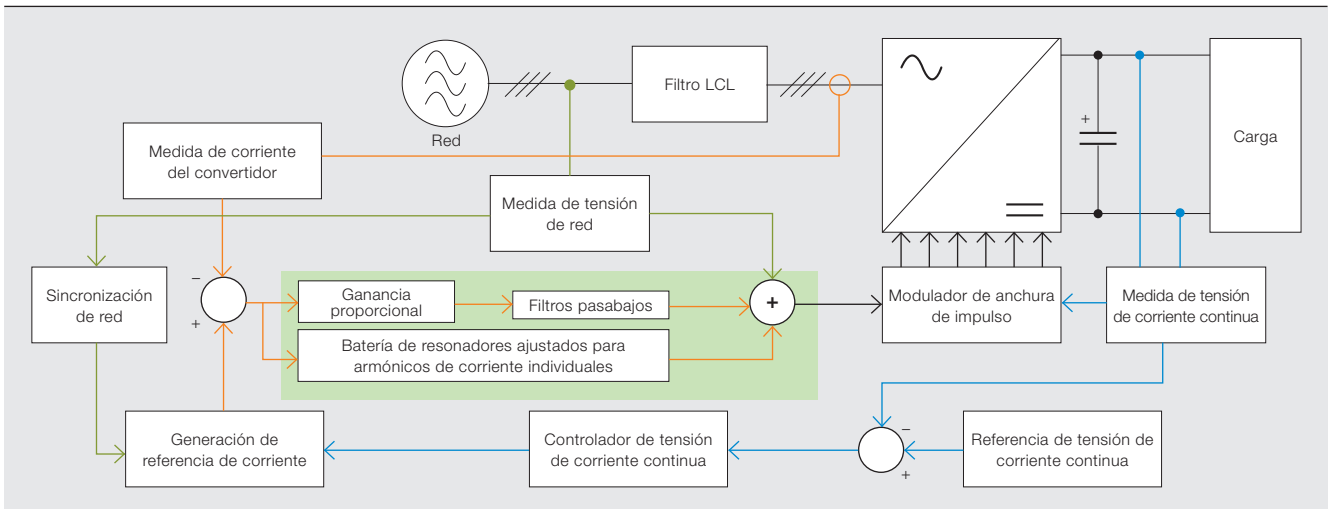 Filtro LCL
Red
+
Carga
Medida de corriente
del convertidor
Medida de tensión
de red
Sincronización
de red
−
+
Ganancia
proporcional
Filtros pasabajos
+
Batería de resonadores ajustados para
armónicos de corriente individuales
Modulador de anchura
de impulso
Medida de tensión
de corriente continua
Generación de
referencia de corriente
Controlador de tensión
de corriente continua
−
+
Referencia de tensión de
corriente continua